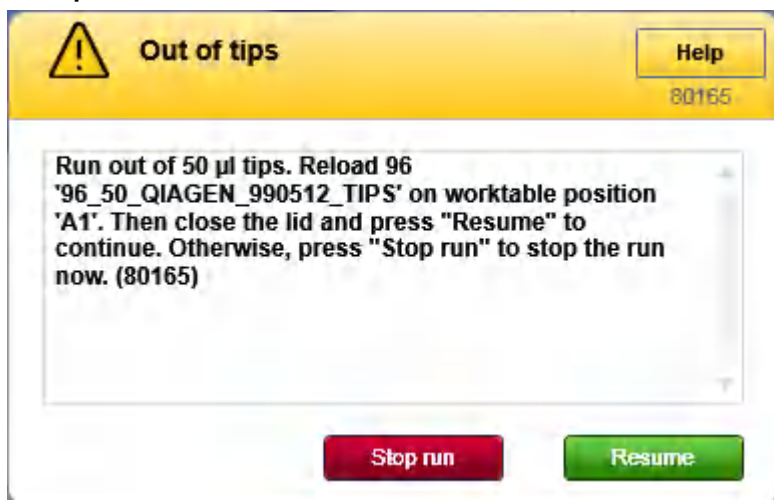 Out of tips
Help
80165
Run out of 50 µl tips. Reload 96
'96_50_QIAGEN_990512_TIPS' on worktable position
'A1'. Then close the lid and press "Resume" to
continue. Otherwise, press "Stop run" to stop the run
now. (80165)
Stop run
Resume